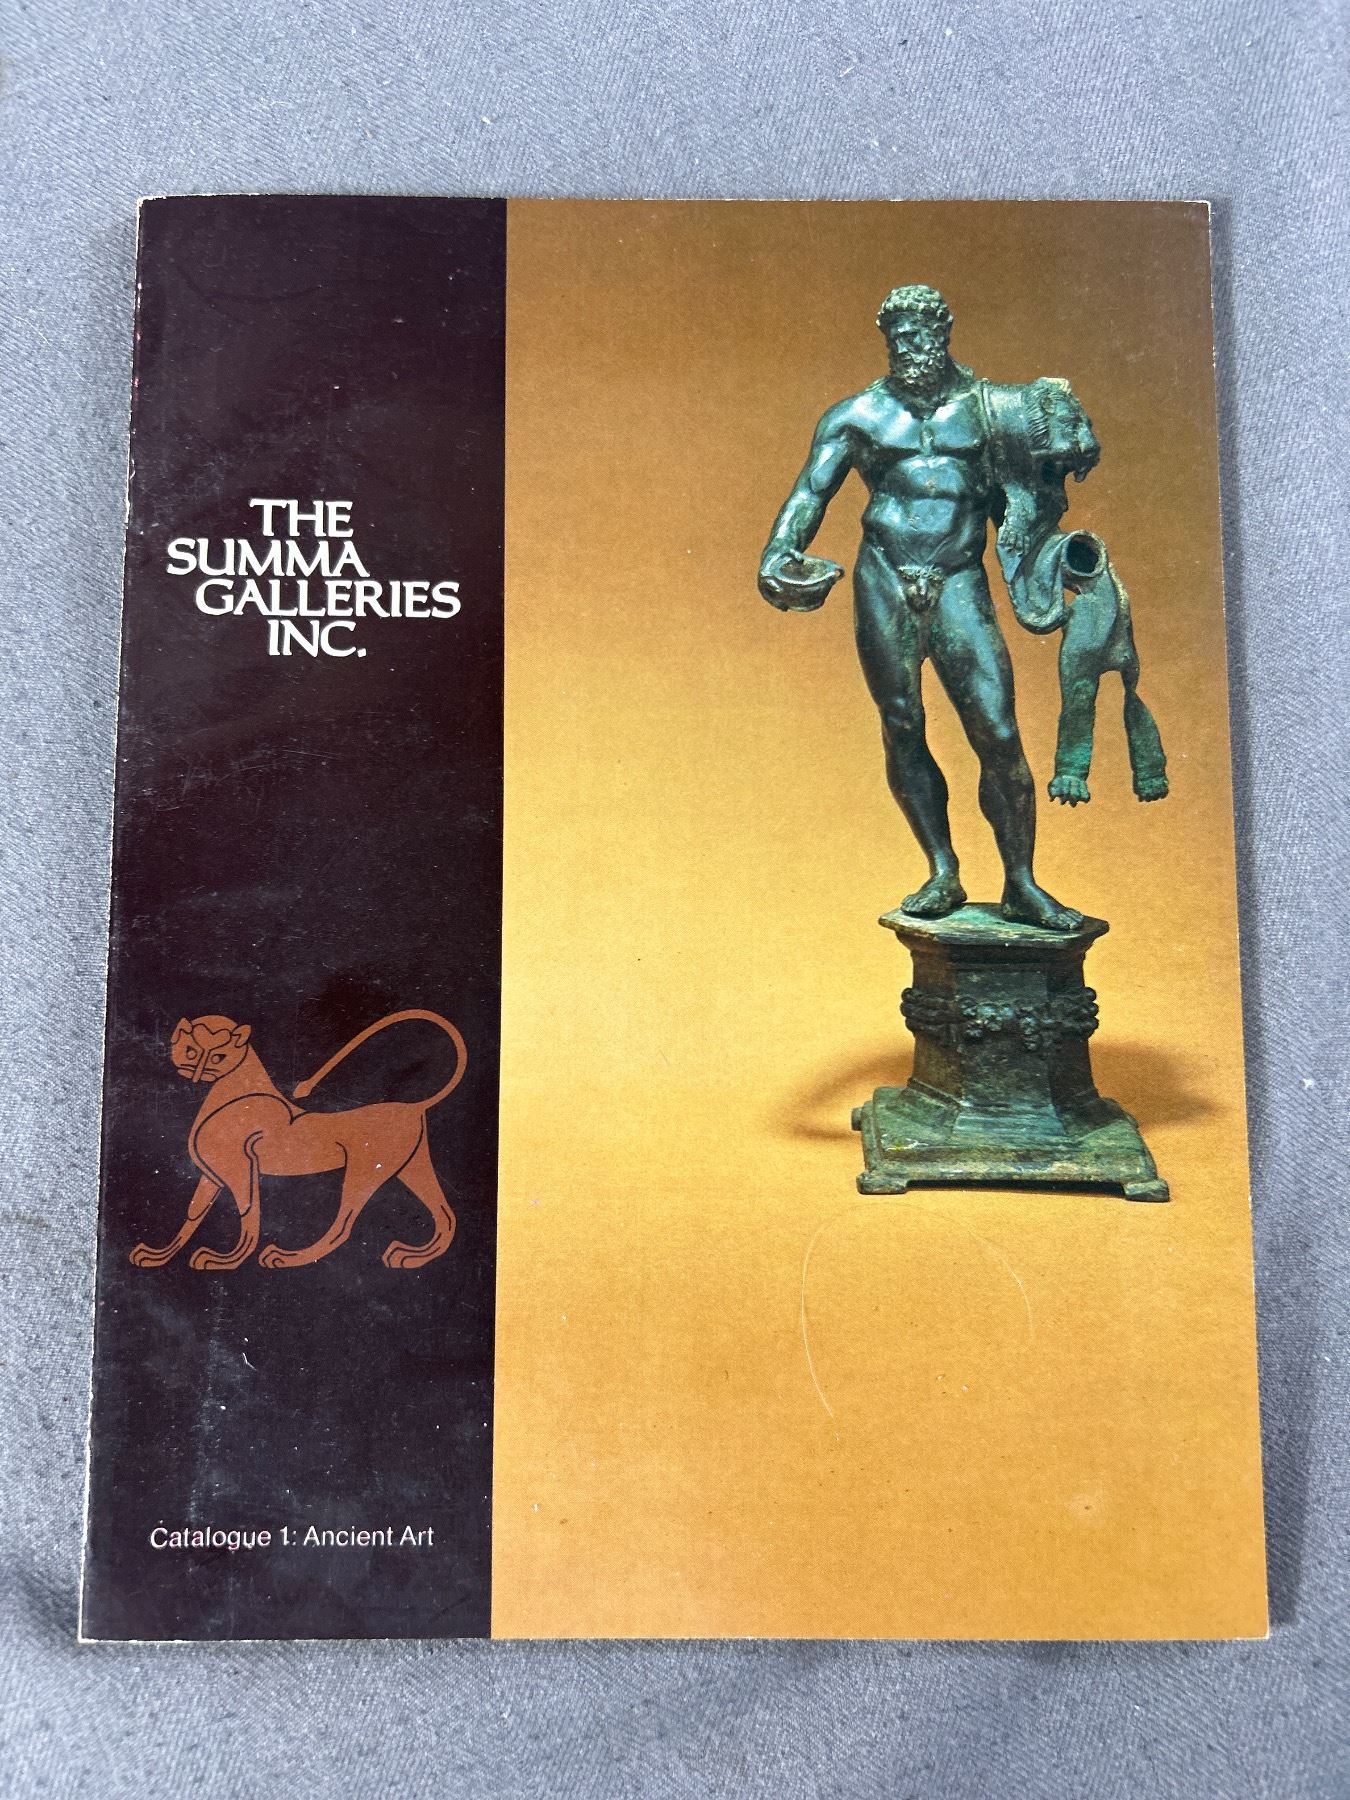 THE
SUMMA
GALLERIES
INC.
Catalogue 1: Ancient Art